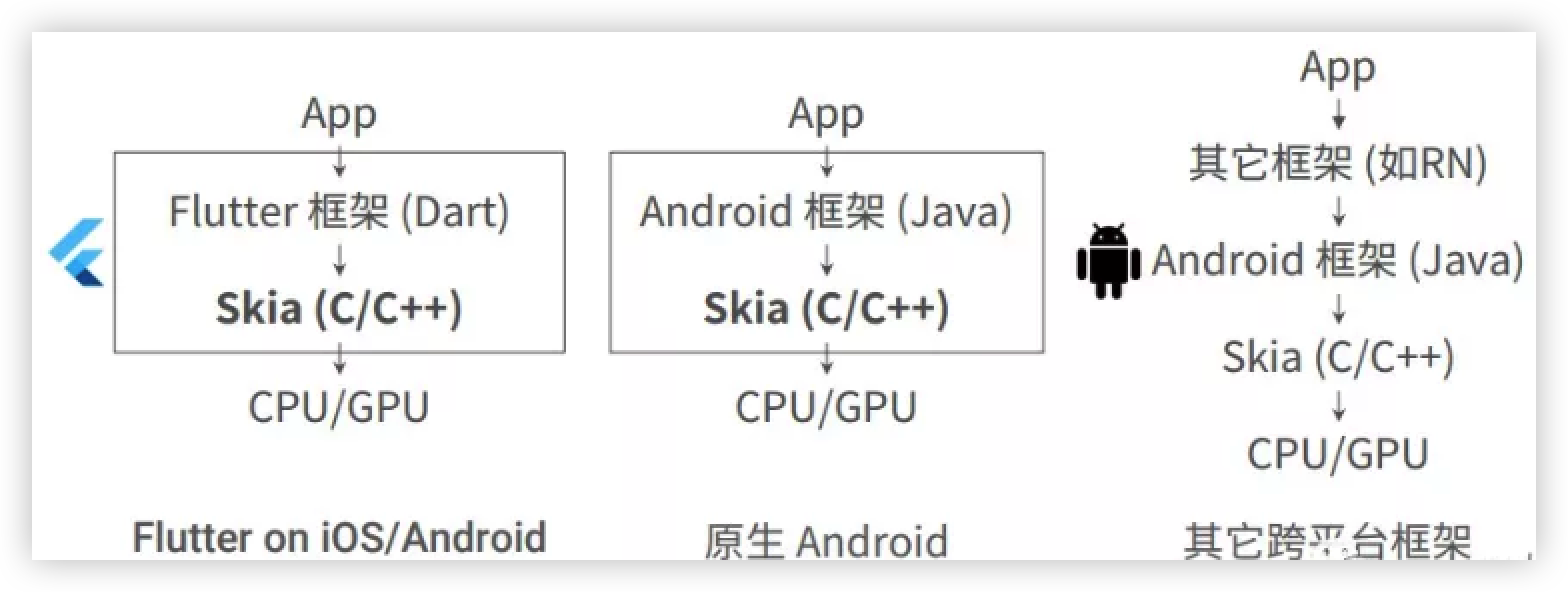 App
Flutter 框架 (Dart)
Skia (C/C++)
CPU/GPU
Flutter on iOS/Android
App
Android 框架 (Java)
Skia (C/C++)
CPU/GPU
原生 Android
App
其它框架 (如RN)
Android 框架 (Java)
Skia (C/C++)
CPU/GPU
其它跨平台框架